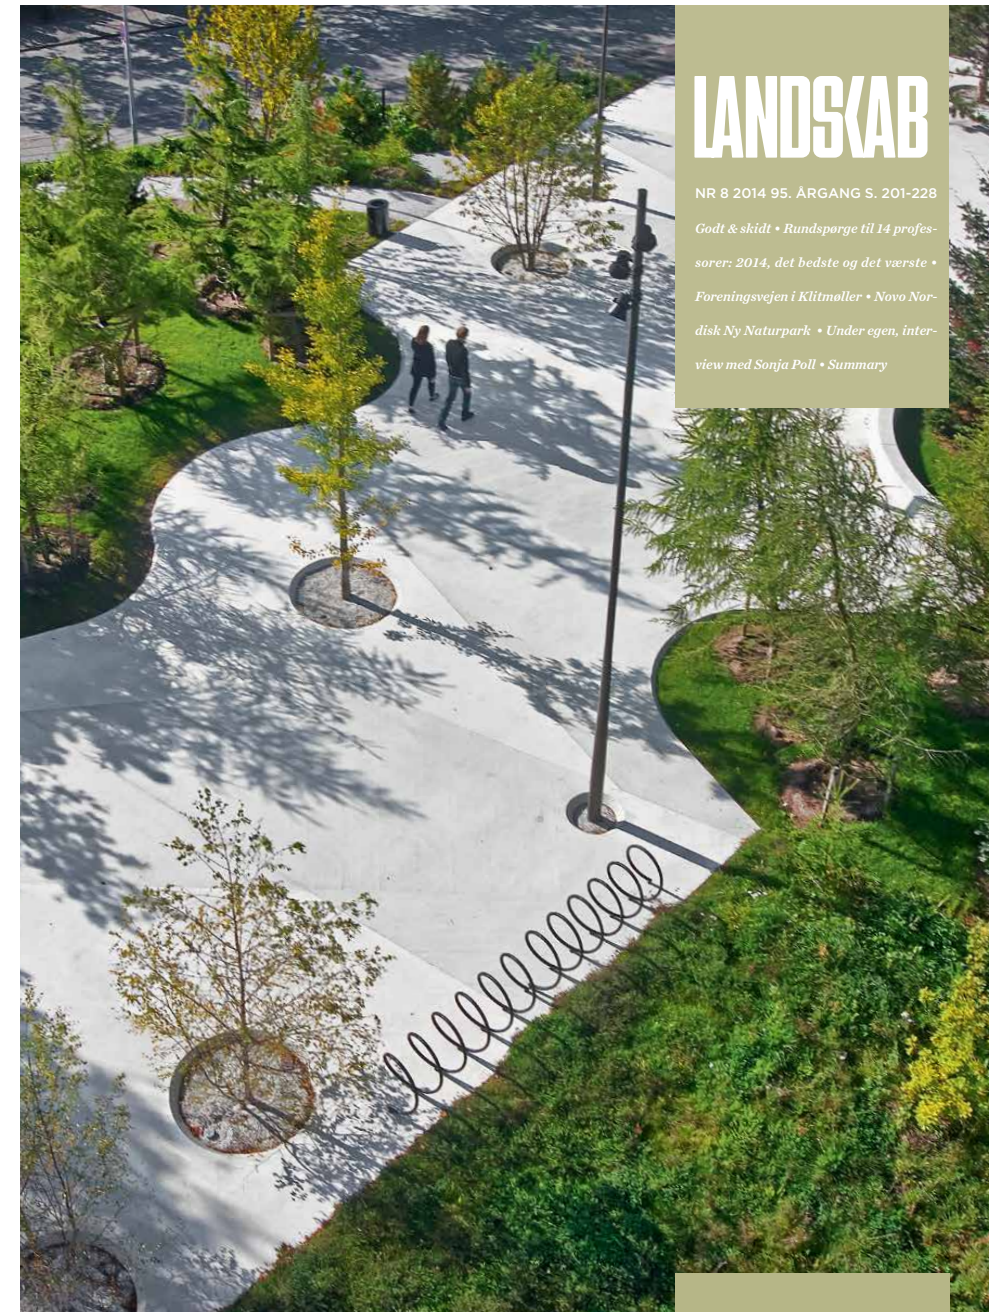 LANDSKAB
NR 8 2014 95. ÅRGANG S. 201-228
Godt & skidt • Rundspørge til 14 profes-
sorer: 2014, det bedste og det værste •
Foreningsvejen i Klitmøller • Novo Nor-
disk Ny Naturpark • Under egen, inter-
view med Sonja Poll • Summary